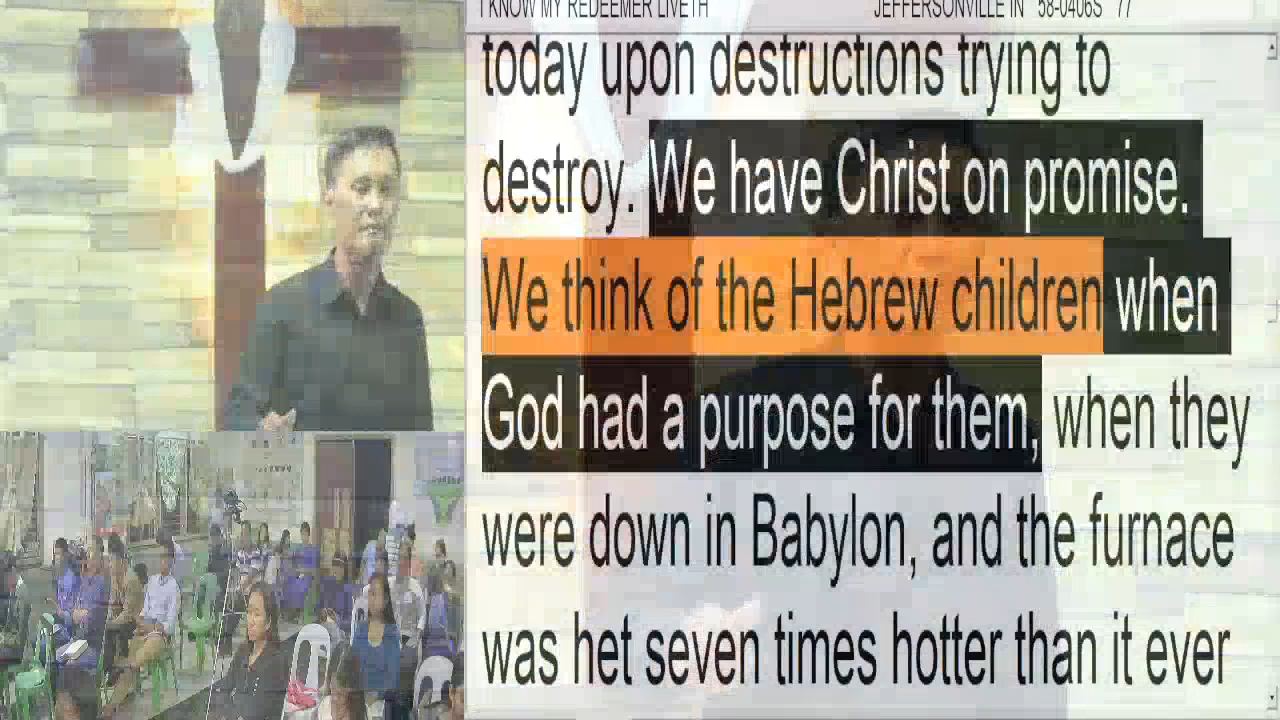 I KNOW MY REDEEMER LIVETH JEFFERSONVILLE IN 58-0406S 77
today upon destructions trying to
destroy. We have Christ on promise.
We think of the Hebrew children when
God had a purpose for them, when they
were down in Babylon, and the furnace
was het seven times hotter than it ever